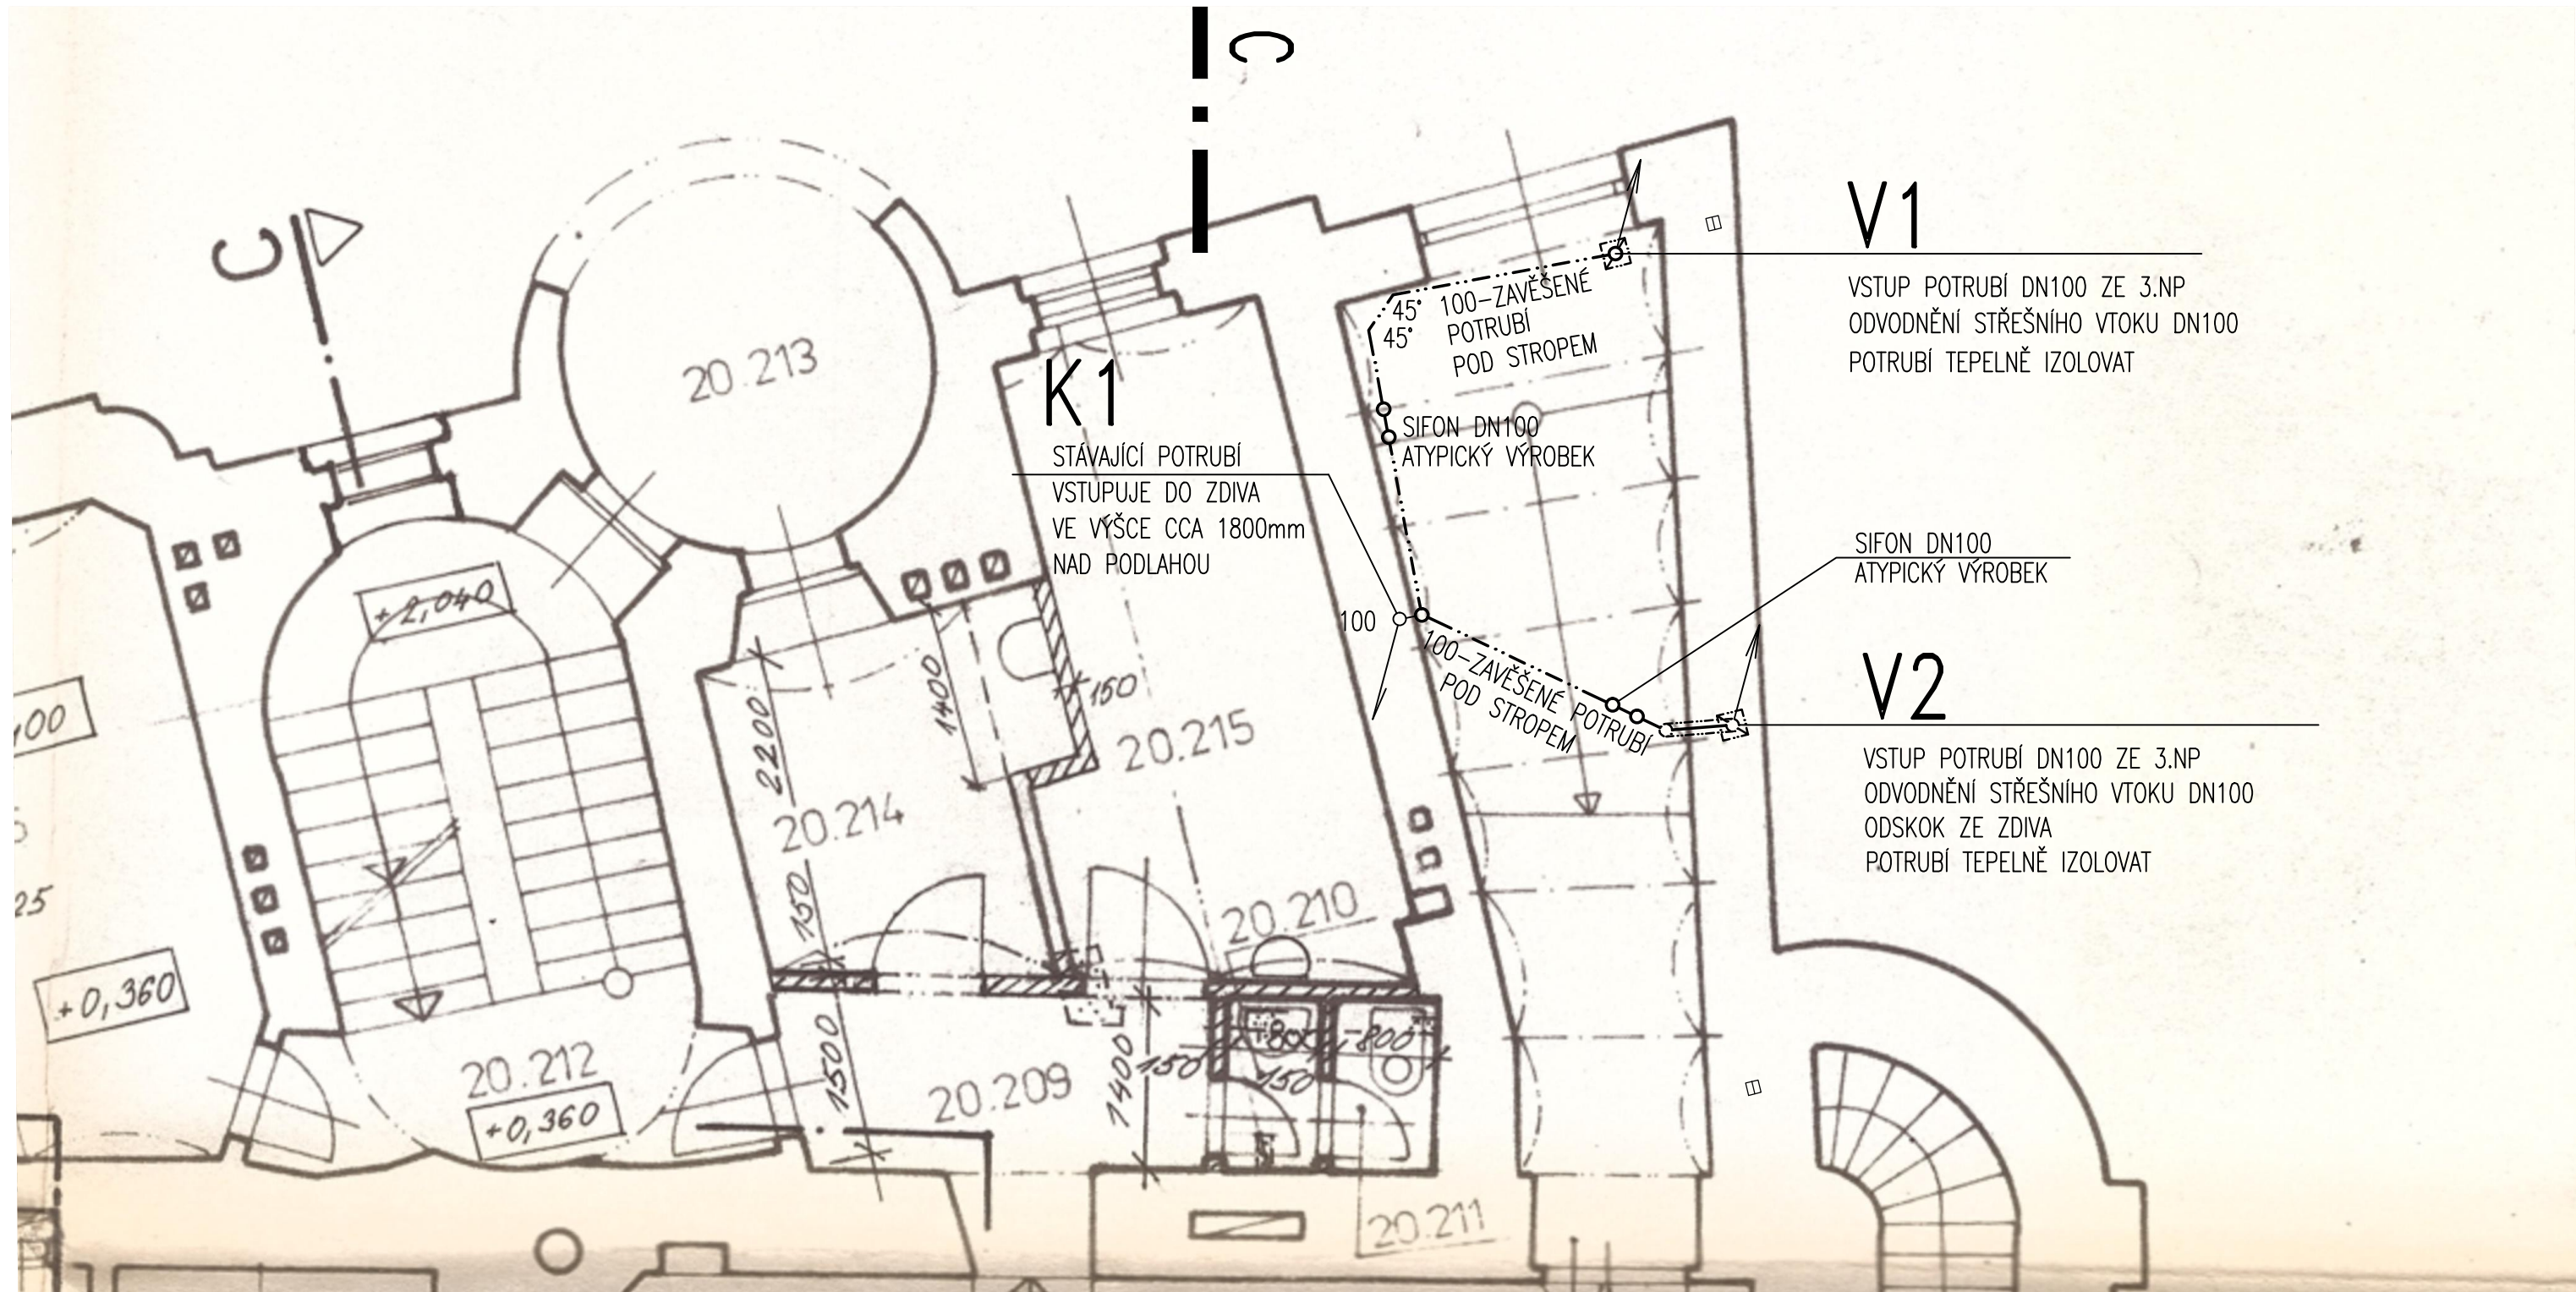 C
C
V1
VSTUP POTRUBÍ DN100 ZE 3.NP
ODVODNĚNÍ STŘEŠNÍHO VTOKU DN100
POTRUBÍ TEPELNĚ IZOLOVAT
45° 100-ZAVĚŠENÉ
45° POTRUBÍ
POD STROPEM
20.213
K1
STÁVAJÍCÍ POTRUBÍ
VSTUPUJE DO ZDIVA
VE VÝŠCE CCA 1800mm
NAD PODLAHOU
SIFON DN100
ATYPICKÝ VÝROBEK
SIFON DN100
ATYPICKÝ VÝROBEK
+2,040
100
100-ZAVĚŠENÉ POTRUBÍ
POD STROPEM
V2
VSTUP POTRUBÍ DN100 ZE 3.NP
ODVODNĚNÍ STŘEŠNÍHO VTOKU DN100
ODSKOK ZE ZDIVA
POTRUBÍ TEPELNĚ IZOLOVAT
1400
150
2200
20.215
20.214
150
20.210
25
+0,360
20.212
+0,360
1500
20.209
1400
150
800
150
800
20.211